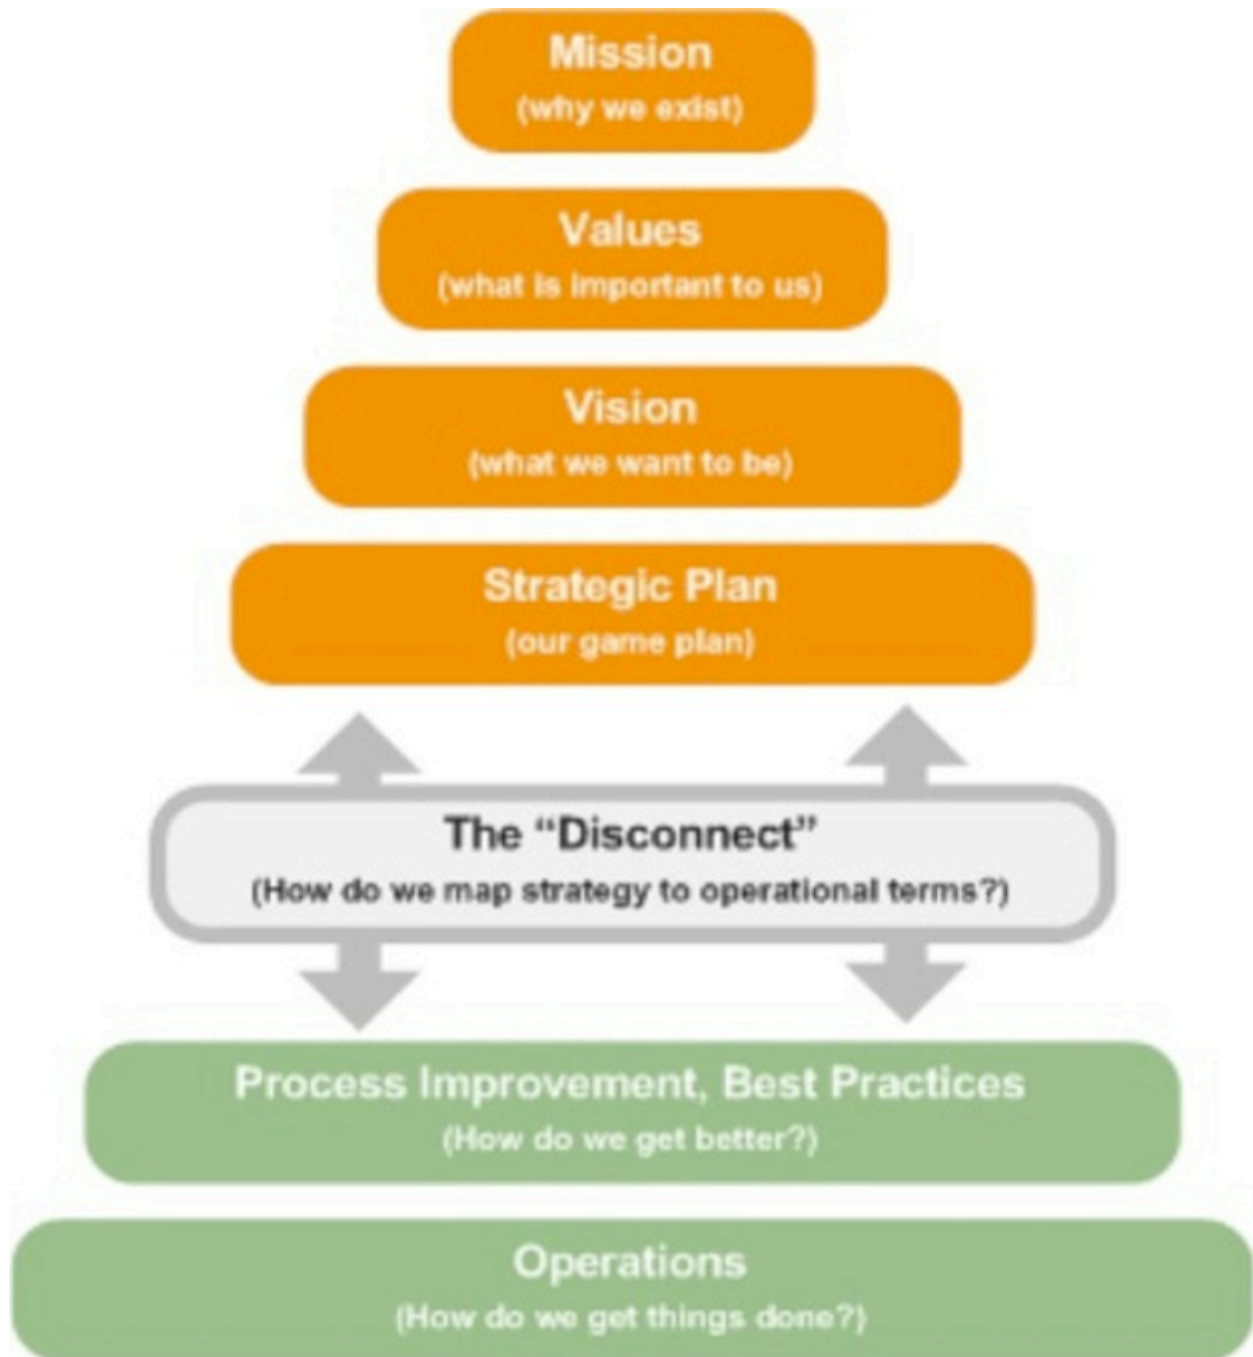 Mission
(why we exist)
Values
(what is important to us)
Vision
(what we want to be)
Strategic Plan
(our game plan)
The “Disconnect”
(How do we map strategy to operational terms?)
Process Improvement, Best Practices
(How do we get better?)
Operations
(How do we get things done?)